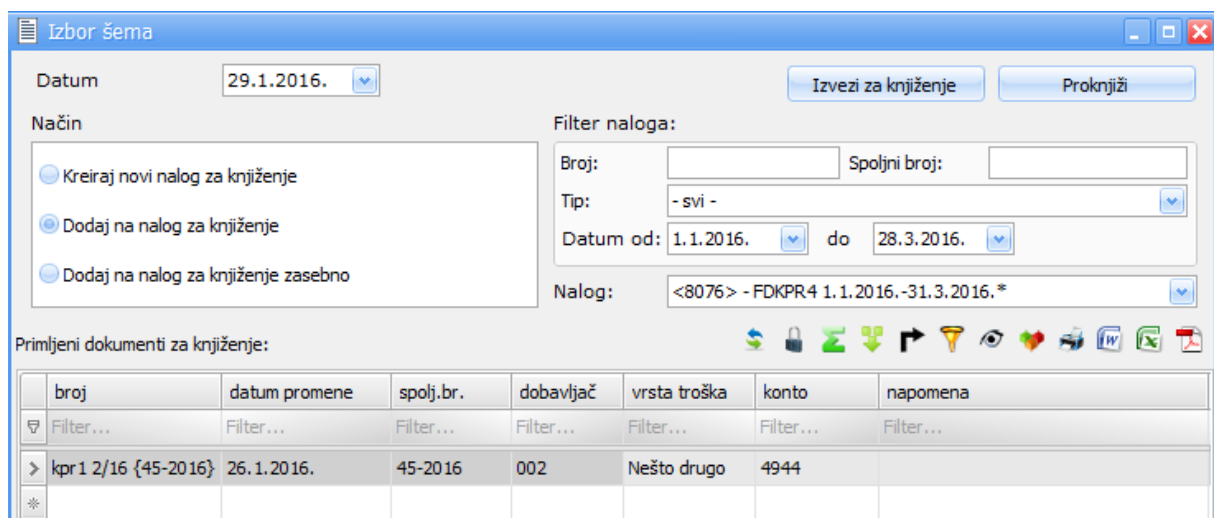 Izbor šema
Datum 29.1.2016. Izvezi za knjiženje Proknjiži
Način Filter naloga:
Kreiraj novi nalog za knjiženje
Dodaj na nalog za knjiženje
Dodaj na nalog za knjiženje zasebno
Broj: Spoljni broj:
Tip: - svi -
Datum od: 1.1.2016. do 28.3.2016.
Nalog: <8076> - FDKPR4 1.1.2016.-31.3.2016.*
Primljeni dokumenti za knjiženje:
broj datum promene spolj.br. dobavljač vrsta troška konto napomena
Filter... Filter... Filter... Filter... Filter... Filter... Filter...
kpr1 2/16 {45-2016} 26.1.2016. 45-2016 002 Nešto drugo 4944